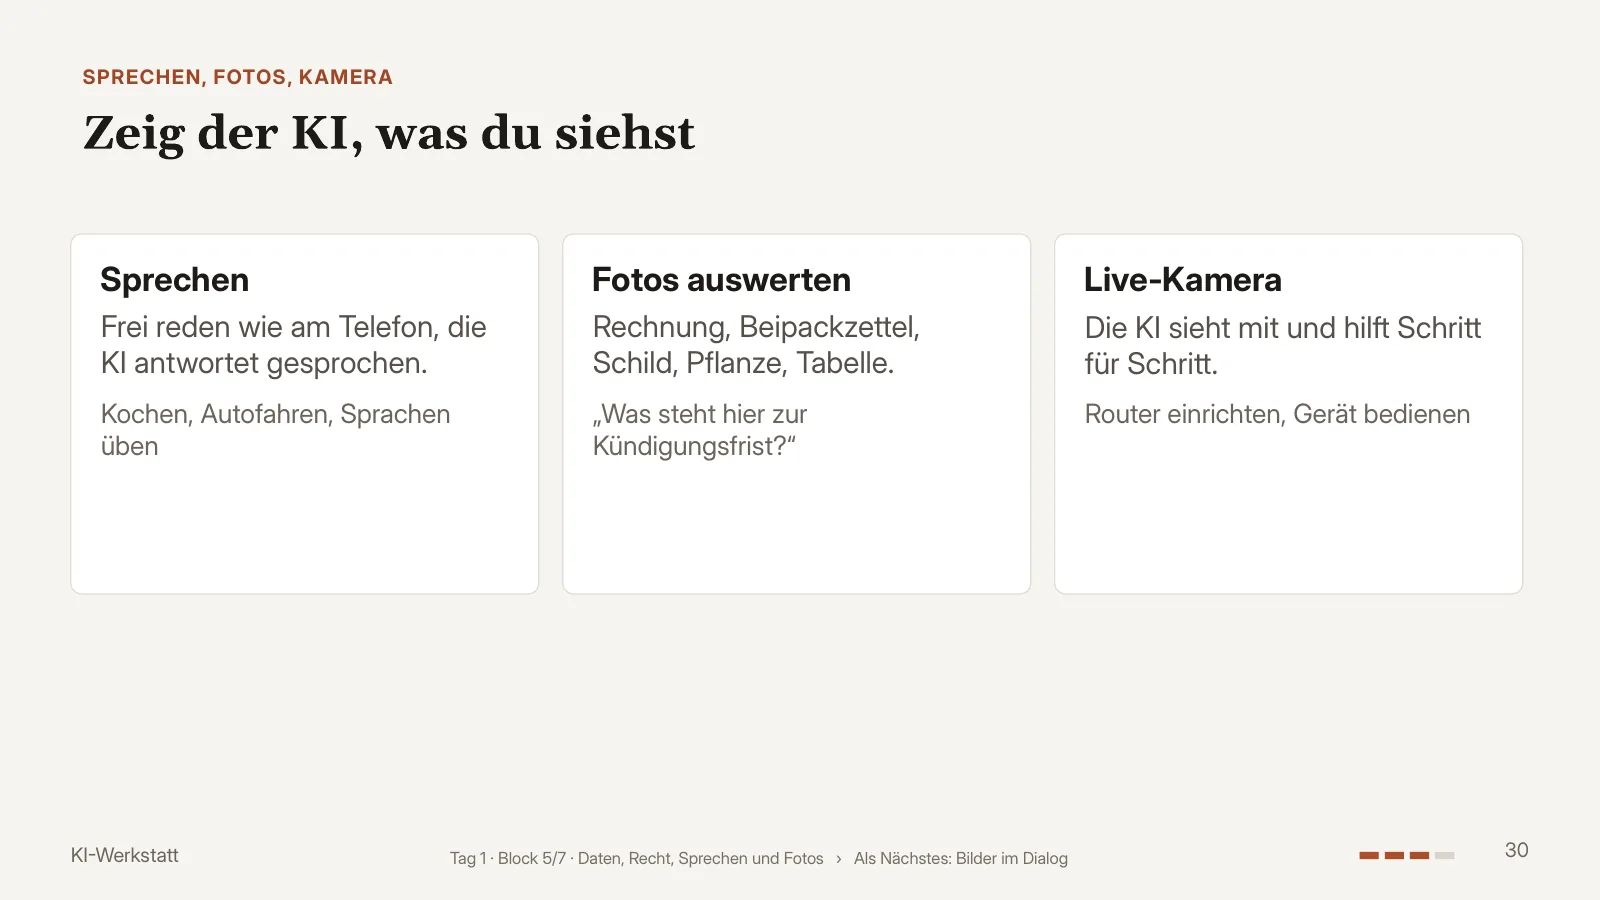 SPRECHEN, FOTOS, KAMERA
Zeig der KI, was du siehst
Sprechen
Frei reden wie am Telefon, die
KI antwortet gesprochen.
Kochen, Autofahren, Sprachen
üben
Fotos auswerten
Rechnung, Beipackzettel,
Schild, Pflanze, Tabelle.
„Was steht hier zur
Kündigungsfrist?“
Live-Kamera
Die KI sieht mit und hilft Schritt
für Schritt.
Router einrichten, Gerät bedienen
KI-Werkstatt
Tag 1 · Block 5/7 · Daten, Recht, Sprechen und Fotos › Als Nächstes: Bilder im Dialog
30